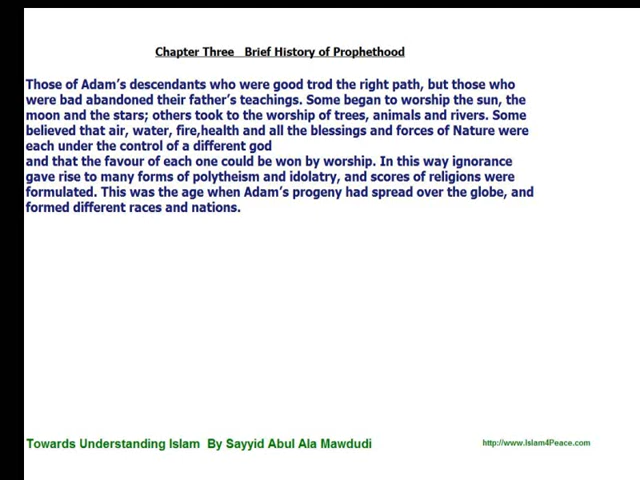 Chapter Three   Brief History of Prophethood
Those of Adam's descendants who were good trod the right path, but those who
were bad abandoned their father's teachings. Some began to worship the sun, the
moon and the stars; others took to the worship of trees, animals and rivers. Some
believed that air, water, fire,health and all the blessings and forces of Nature were
each under the control of a different god
and that the favour of each one could be won by worship. In this way ignorance
gave rise to many forms of polytheism and idolatry, and scores of religions were
formulated. This was the age when Adam's progeny had spread over the globe, and
formed different races and nations.
Towards Understanding Islam  By Sayyid Abul Ala Mawdudi
http://www.Islam4Peace.com